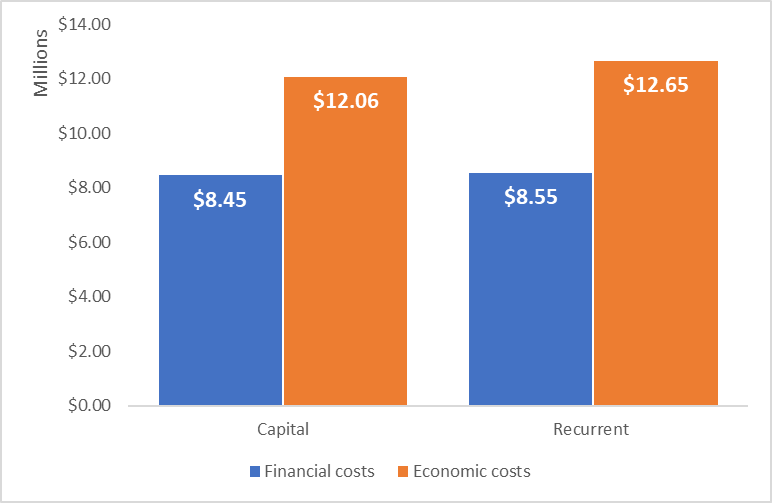 Millions
$14.00
$12.00
$10.00
$8.00
$6.00
$4.00
$2.00
$0.00
$8.45
$12.06
$8.55
$12.65
Capital
Recurrent
Financial costs
Economic costs